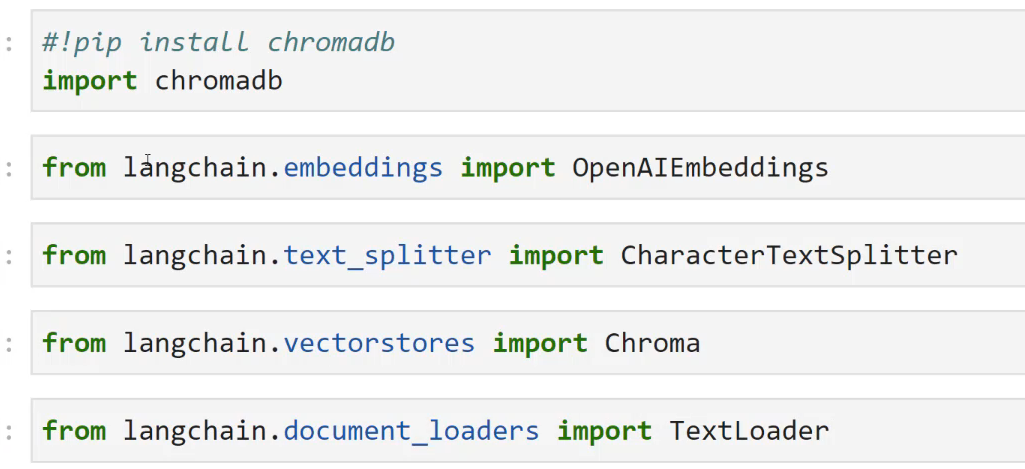 #!pip install chromadb
import chromadb
from langchain.embeddings import OpenAIEmbeddings
from langchain.text_splitter import CharacterTextSplitter
from langchain.vectorstores import Chroma
from langchain.document_loaders import TextLoader